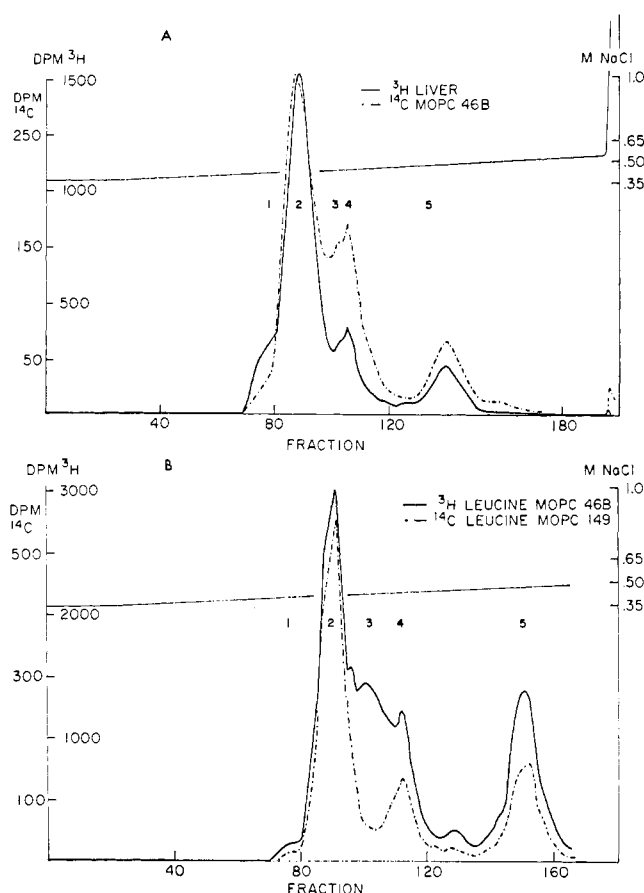 A
DPM ³H
M NaCl
DPM
¹⁴C
³H LIVER
¹⁴C MOPC 46B
1500
250
1000
150
500
50
1.0
.65
.50
.35
1 2 3 4 5
40 80 120 180
FRACTION
B
DPM ³H
M NaCl
DPM
¹⁴C
³H LEUCINE MOPC 46B
¹⁴C LEUCINE MOPC 149
3000
500
2000
300
1000
100
1.0
.65
.50
.35
1 2 3 4 5
40 80 120 160
FRACTION